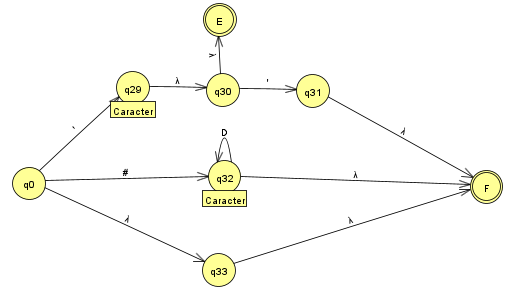 E
λ
q29
λ
q30
'
q31
Caracter
'
λ
D
q0
#
q32
λ
F
Caracter
λ
λ
q33